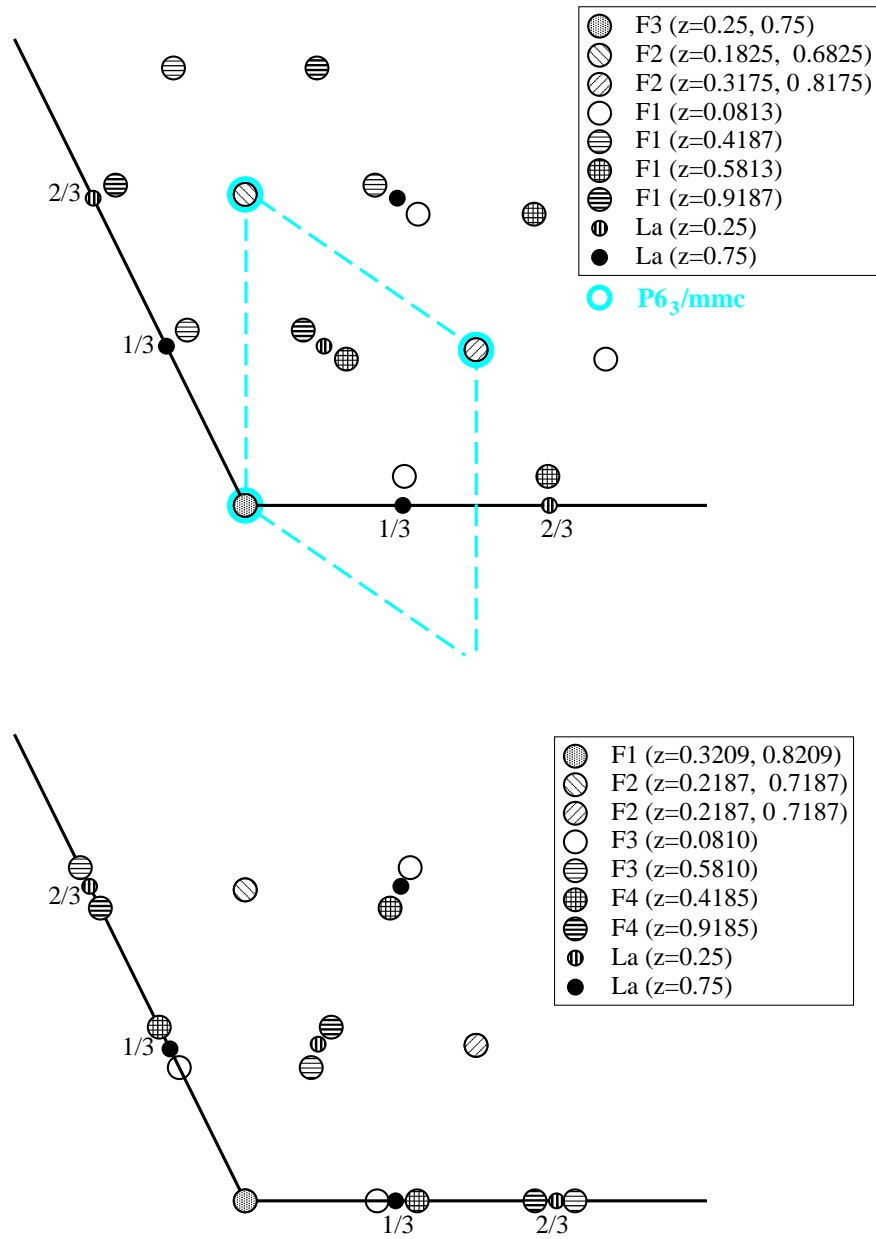 F3 (z=0.25, 0.75)
F2 (z=0.1825, 0.6825)
F2 (z=0.3175, 0 .8175)
F1 (z=0.0813)
F1 (z=0.4187)
F1 (z=0.5813)
F1 (z=0.9187)
La (z=0.25)
La (z=0.75)
P6₃/mmc
2/3
1/3
1/3
2/3
F1 (z=0.3209, 0.8209)
F2 (z=0.2187, 0.7187)
F2 (z=0.2187, 0 .7187)
F3 (z=0.0810)
F3 (z=0.5810)
F4 (z=0.4185)
F4 (z=0.9185)
La (z=0.25)
La (z=0.75)
2/3
1/3
1/3
2/3